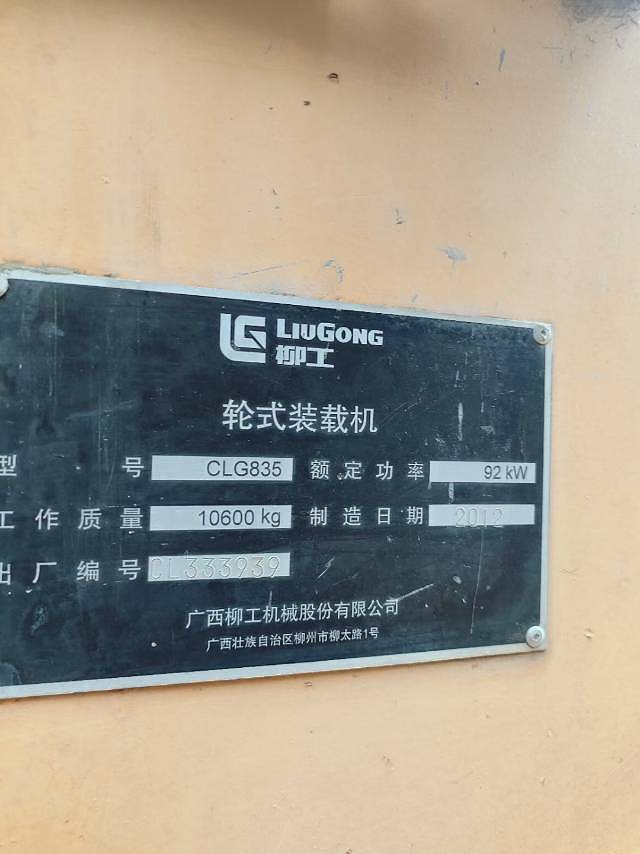 LIUGONG
柳工
轮式装载机
型 号 CLG835 额定功率 92 kW
工作质量 10600 kg 制造日期 2012
出厂编号 CL333939
广西柳工机械股份有限公司
广西壮族自治区柳州市柳太路1号